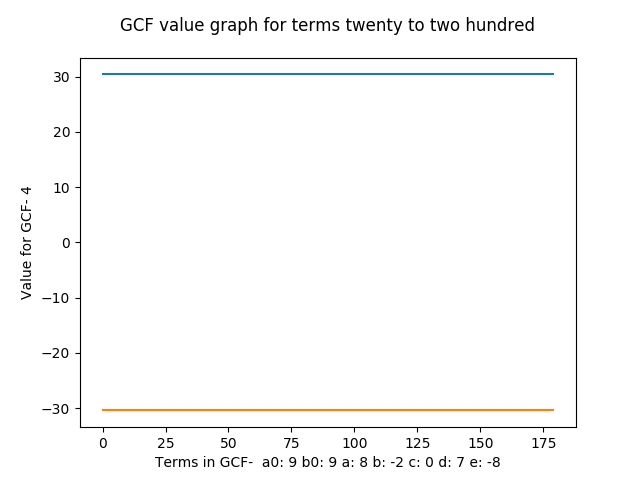 GCF value graph for terms twenty to two hundred
30
20
10
0
−10
−20
−30
Value for GCF- 4
0 25 50 75 100 125 150 175
Terms in GCF-  a0: 9 b0: 9 a: 8 b: -2 c: 0 d: 7 e: -8